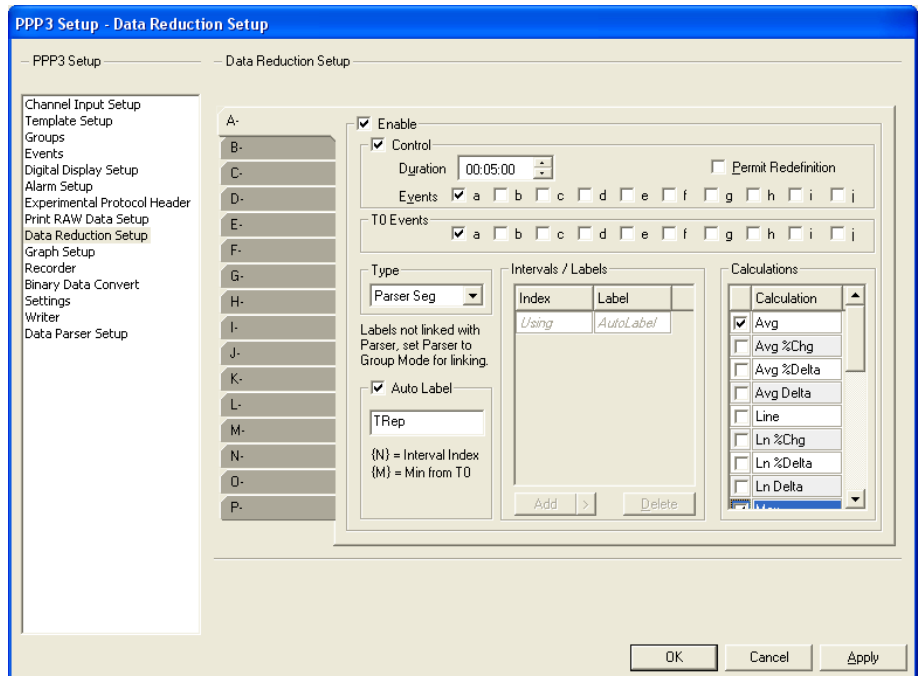 PPP3 Setup - Data Reduction Setup
PPP3 Setup
Data Reduction Setup
Channel Input Setup
Template Setup
Groups
Events
Digital Display Setup
Alarm Setup
Experimental Protocol Header
Print RAW Data Setup
Data Reduction Setup
Graph Setup
Recorder
Binary Data Convert
Settings
Writer
Data Parser Setup
A-
B-
C-
D-
E-
F-
G-
H-
I-
J-
K-
L-
M-
N-
O-
P-
Enable
Control
Duration 00:05:00
Permit Redefinition
Events a b c d e f g h i j
T0 Events
a b c d e f g h i j
Type
Parser Seg
Labels not linked with
Parser, set Parser to
Group Mode for linking.
Auto Label
TRep
{N} = Interval Index
{M} = Min from T0
Intervals / Labels
Index Label
Using AutoLabel
Add > Delete
Calculations
Calculation
Avg
Avg %Chg
Avg %Delta
Avg Delta
Line
Ln %Chg
Ln %Delta
Ln Delta
Max
OK Cancel Apply